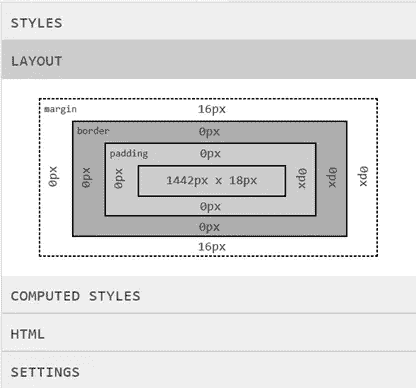 STYLES
LAYOUT
margin 16px
border 0px
padding 0px
0px 0px 0px 1442px x 18px 0px 0px 0px
0px
0px
16px
COMPUTED STYLES
HTML
SETTINGS